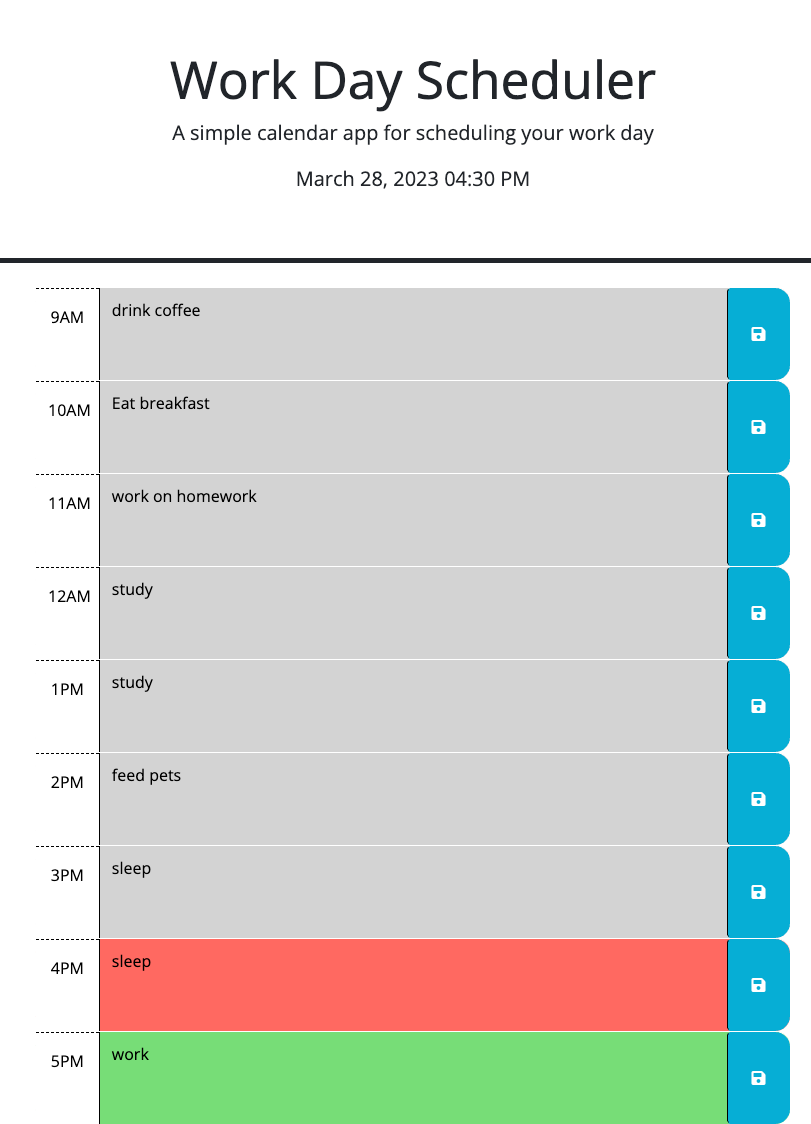 Work Day Scheduler
A simple calendar app for scheduling your work day
March 28, 2023 04:30 PM
9AM drink coffee
10AM Eat breakfast
11AM work on homework
12AM study
1PM study
2PM feed pets
3PM sleep
4PM sleep
5PM work